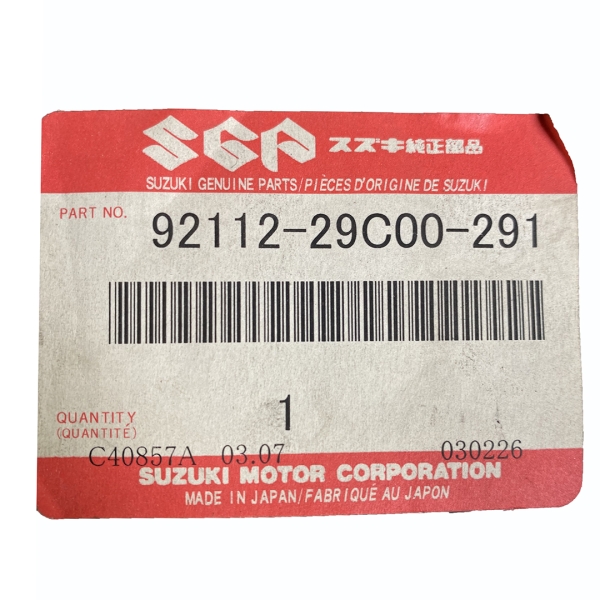 SGP スズキ純正部品
SUZUKI GENUINE PARTS/PIÈCES D'ORIGINE DE SUZUKI
PART NO. 92112-29C00-291
QUANTITY 1
(QUANTITÉ)
C40857A 03.07 030226
SUZUKI MOTOR CORPORATION
MADE IN JAPAN/FABRIQUÉ AU JAPON